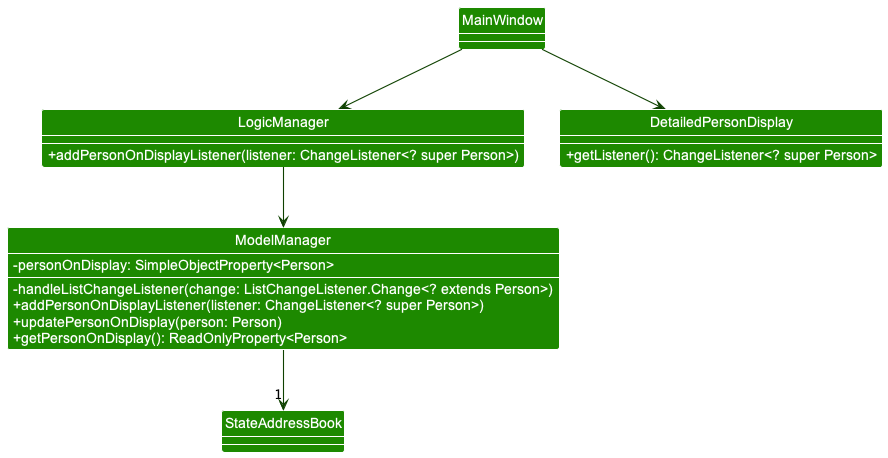 MainWindow
LogicManager
+addPersonOnDisplayListener(listener: ChangeListener<? super Person>)
DetailedPersonDisplay
+getListener(): ChangeListener<? super Person>
ModelManager
-personOnDisplay: SimpleObjectProperty<Person>
-handleListChangeListener(change: ListChangeListener.Change<? extends Person>)
+addPersonOnDisplayListener(listener: ChangeListener<? super Person>)
+updatePersonOnDisplay(person: Person)
+getPersonOnDisplay(): ReadOnlyProperty<Person>
1
StateAddressBook